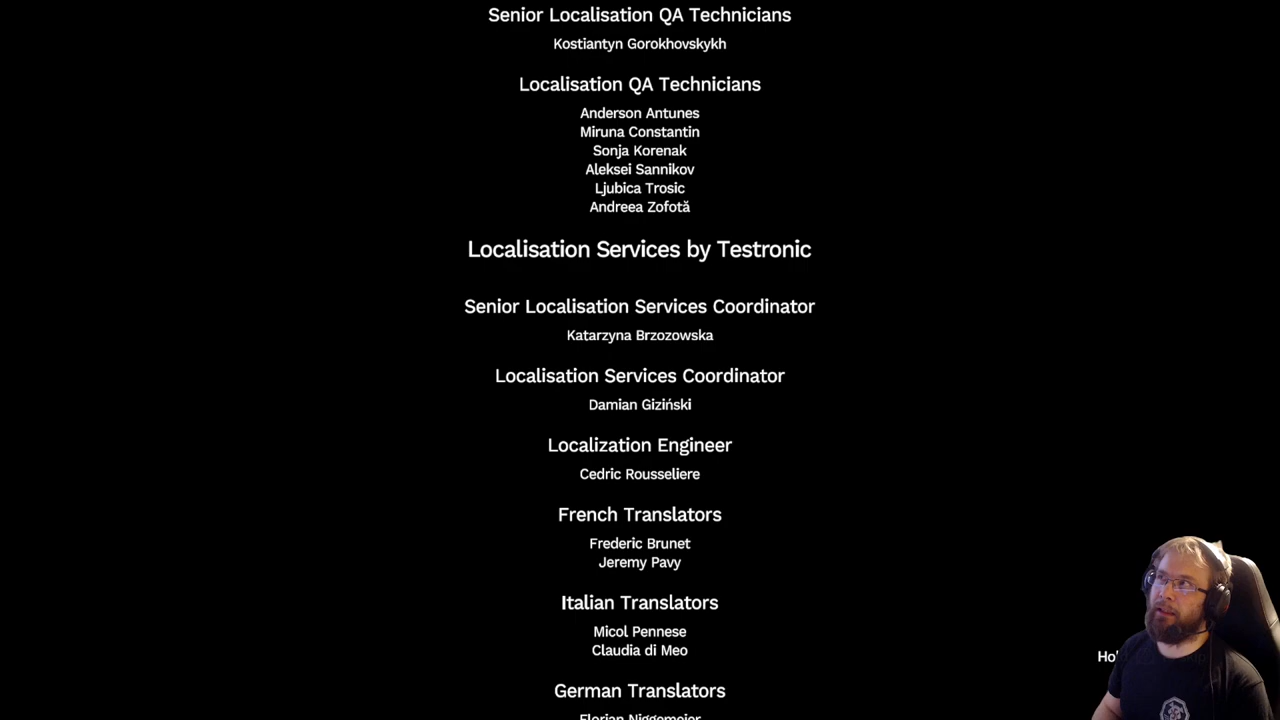 Senior Localisation QA Technicians
Kostiantyn Gorokhovskykh
Localisation QA Technicians
Anderson Antunes
Miruna Constantin
Sonja Korenak
Aleksei Sannikov
Ljubica Trosic
Andreea Zofotă
Localisation Services by Testronic
Senior Localisation Services Coordinator
Katarzyna Brzozowska
Localisation Services Coordinator
Damian Giziński
Localization Engineer
Cedric Rousseliere
French Translators
Frederic Brunet
Jeremy Pavy
Italian Translators
Micol Pennese
Claudia di Meo
German Translators
Florian Niggemeier